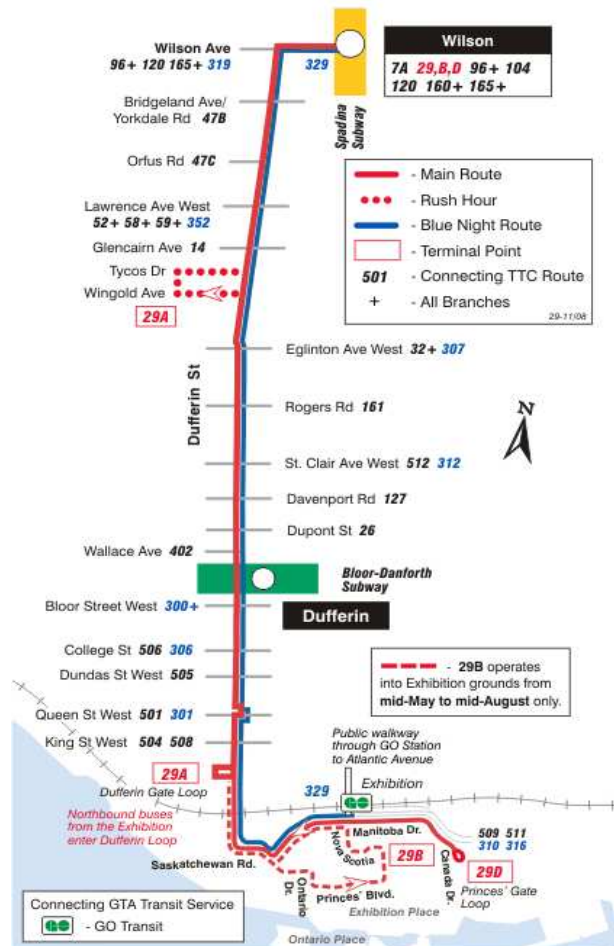 Wilson Ave
96+ 120 165+ 319
329
Wilson
7A 29,B,D 96+ 104
120 160+ 165+
Spadina
Subway
Bridgeland Ave/
Yorkdale Rd 47B
Orfus Rd 47C
Lawrence Ave West
52+ 58+ 59+ 352
Glencairn Ave 14
Tycos Dr
Wingold Ave
29A
- Main Route
- Rush Hour
- Blue Night Route
- Terminal Point
501 - Connecting TTC Route
+ - All Branches
29-11/08
Dufferin St
Eglinton Ave West 32+ 307
Rogers Rd 161
N
St. Clair Ave West 512 312
Davenport Rd 127
Dupont St 26
Wallace Ave 402
Bloor-Danforth
Subway
Bloor Street West 300+
Dufferin
College St 506 306
Dundas St West 505
Queen St West 501 301
King St West 504 508
- 29B operates
into Exhibition grounds from
mid-May to mid-August only.
Public walkway
through GO Station
to Atlantic Avenue
29A
Dufferin Gate Loop
Northbound buses
from the Exhibition
enter Dufferin Loop
329
Exhibition
GO
Manitoba Dr.
509 511
310 316
Saskatchewan Rd.
Nova Scotia
29B
29D
Canada Dr.
Princes' Gate
Loop
Ontario
Dr.
Princes' Blvd.
Exhibition Place
Ontario Place
Connecting GTA Transit Service
GO - GO Transit